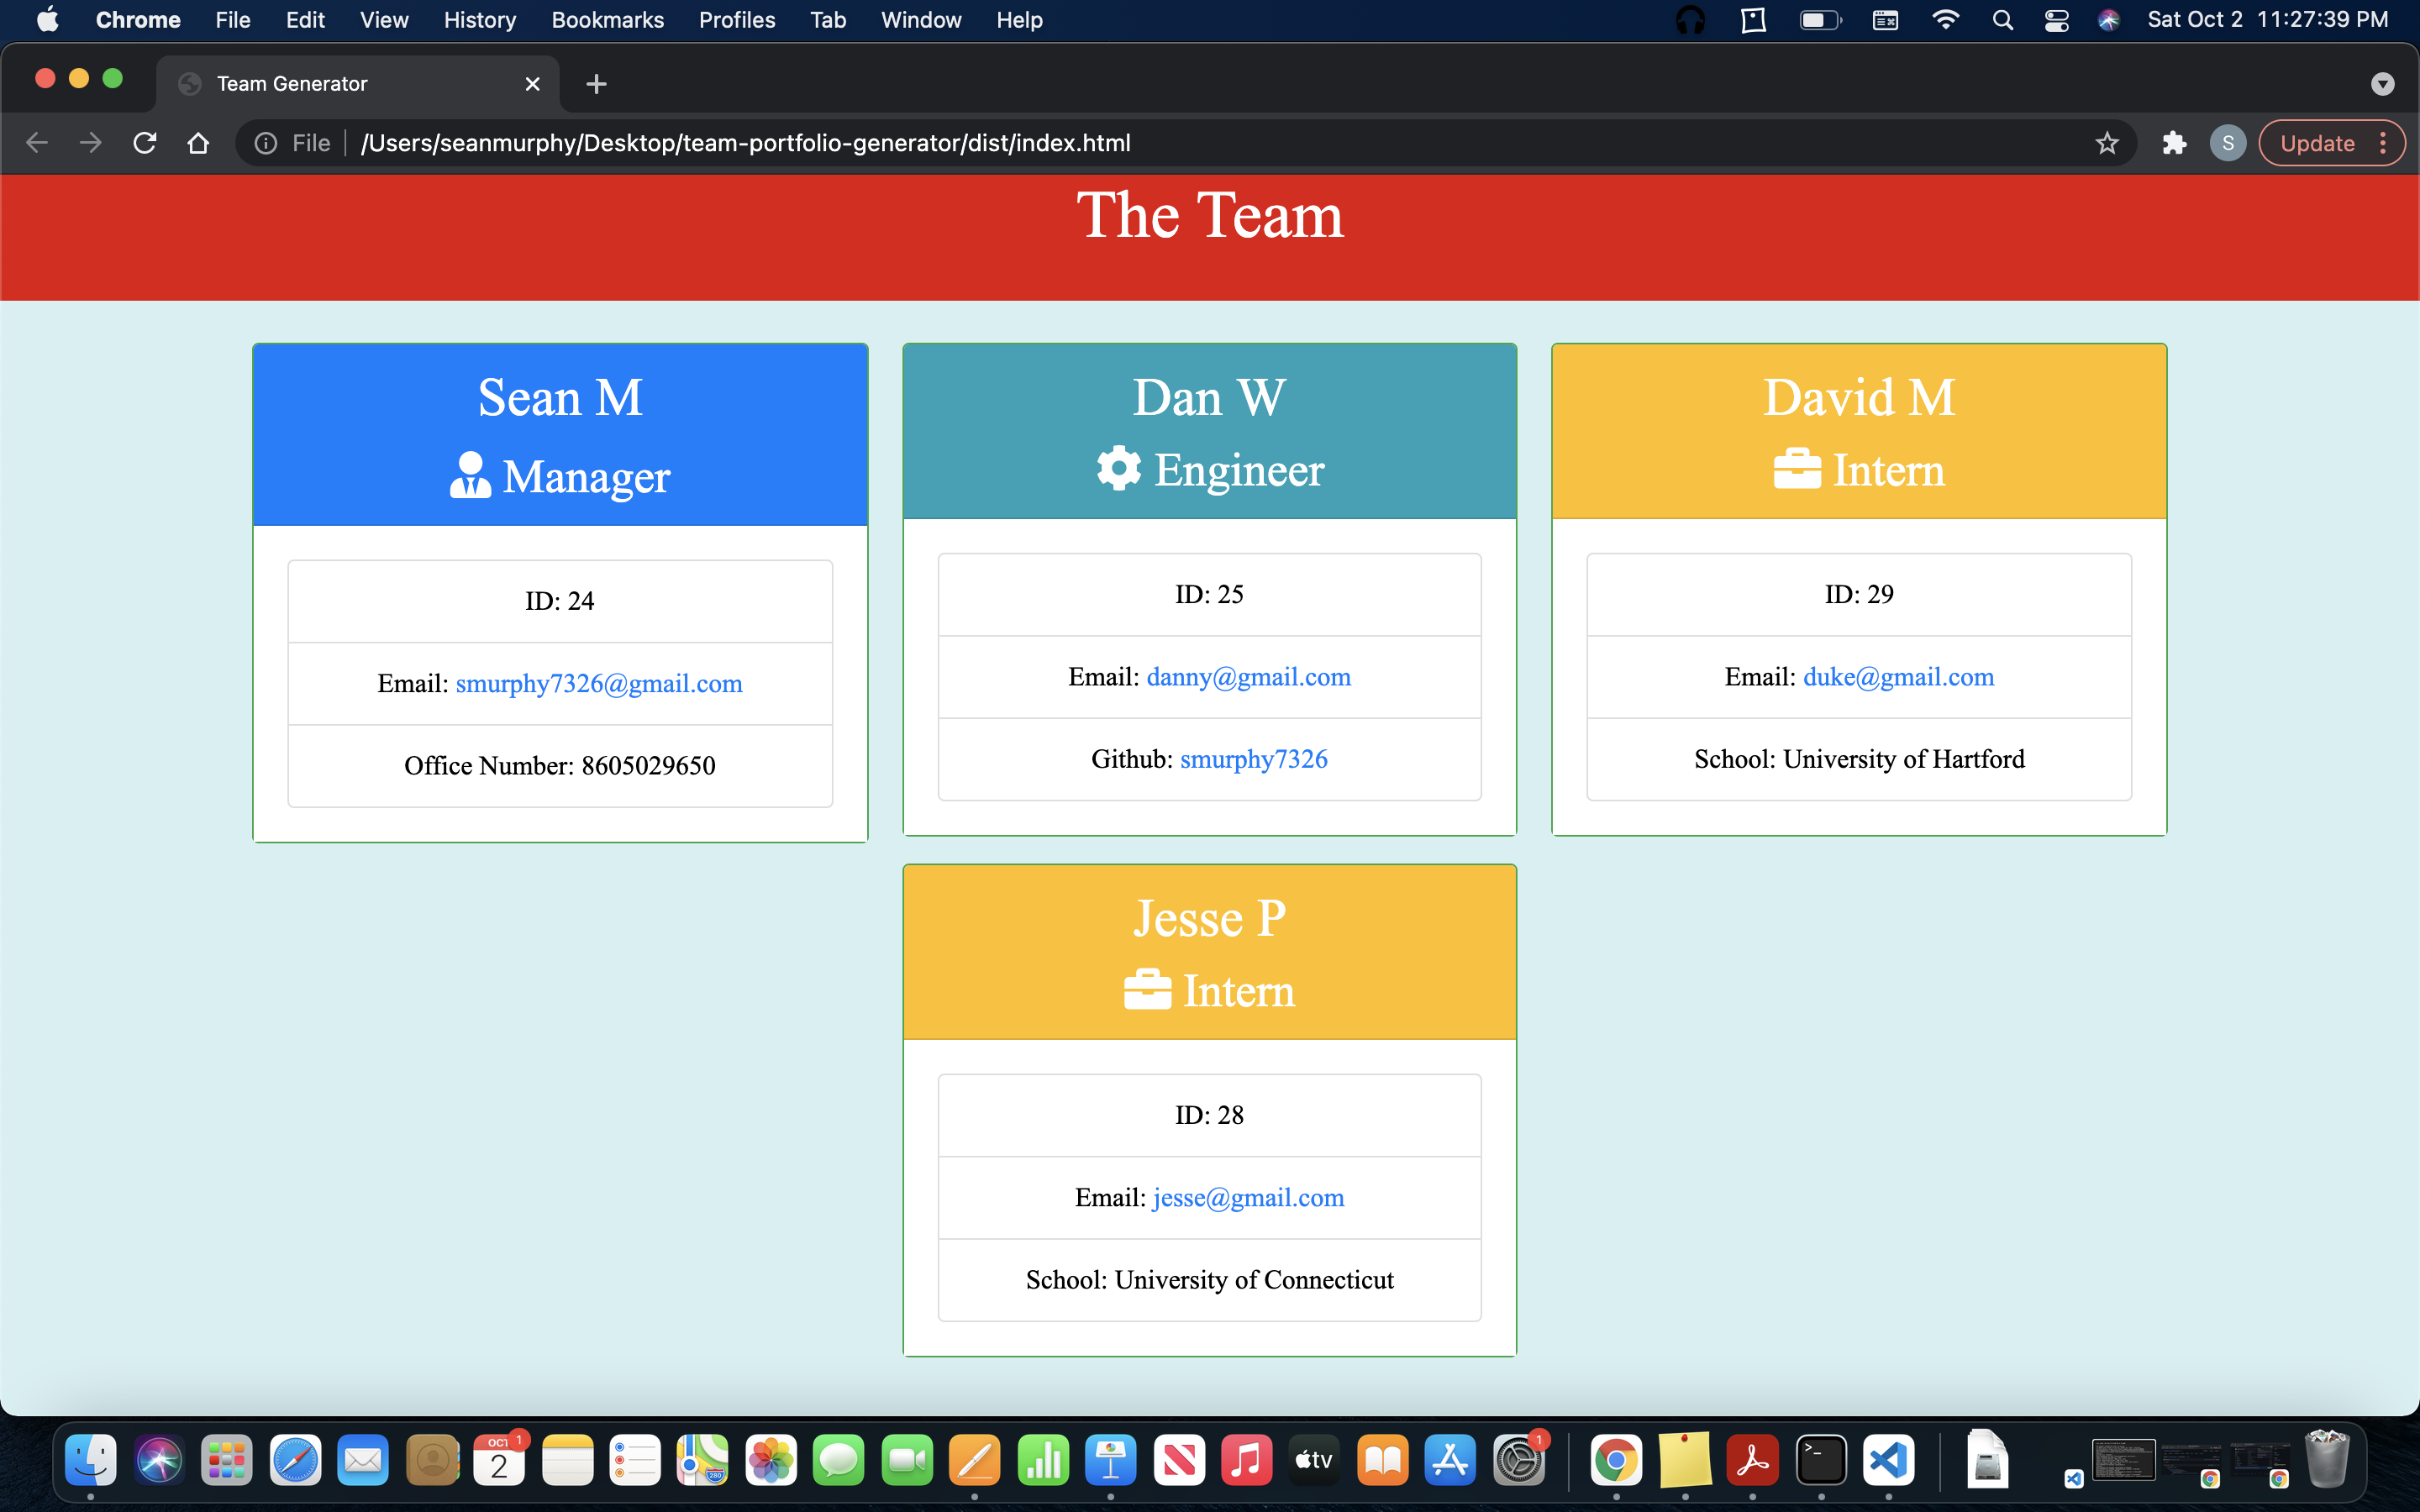 Chrome File Edit View History Bookmarks Profiles Tab Window Help Sat Oct 2 11:27:39 PM
Team Generator
File /Users/seanmurphy/Desktop/team-portfolio-generator/dist/index.html S Update
The Team
Sean M
Manager
ID: 24
Email: smurphy7326@gmail.com
Office Number: 8605029650
Dan W
Engineer
ID: 25
Email: danny@gmail.com
Github: smurphy7326
David M
Intern
ID: 29
Email: duke@gmail.com
School: University of Hartford
Jesse P
Intern
ID: 28
Email: jesse@gmail.com
School: University of Connecticut
OCT 1
2
280
tv
1
>_